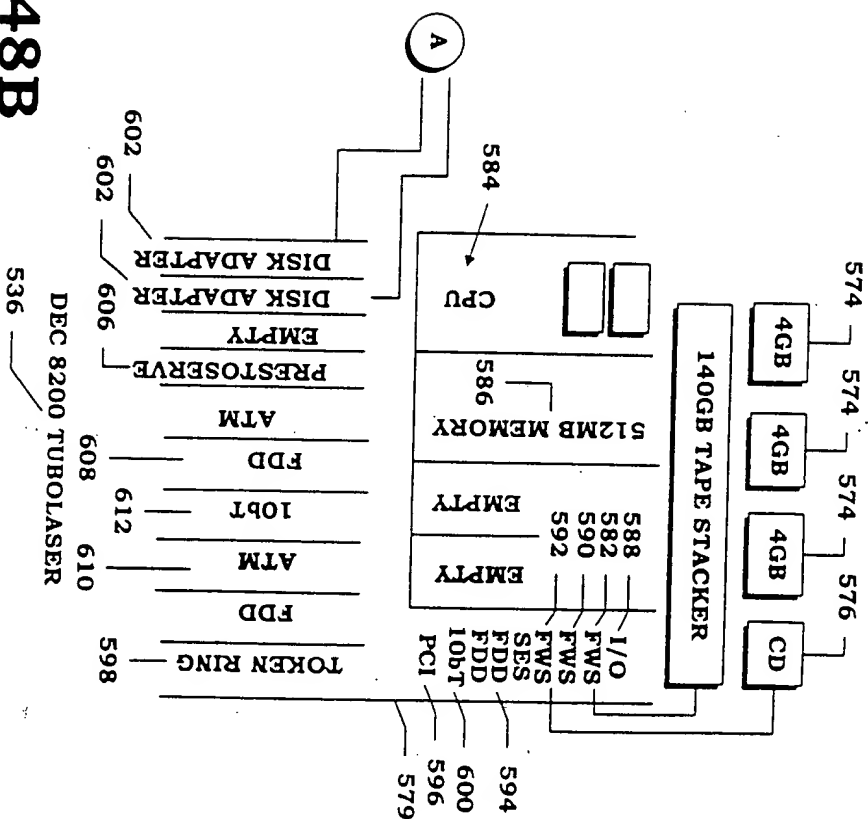 48B
A
574
574
574
576
4GB
4GB
4GB
CD
140GB TAPE STACKER
584
CPU
586
512MB MEMORY
EMPTY
EMPTY
588
582
590
592
I/O
FWS
FWS
FWS
SES
FDD
FDD
10bT
PCI
594
600
596
579
602
602
606
608
612
610
598
DISK ADAPTER
DISK ADAPTER
EMPTY
PRESTOSERVE
ATM
FDD
10bT
ATM
FDD
TOKEN RING
DEC 8200 TUBOLASER
536